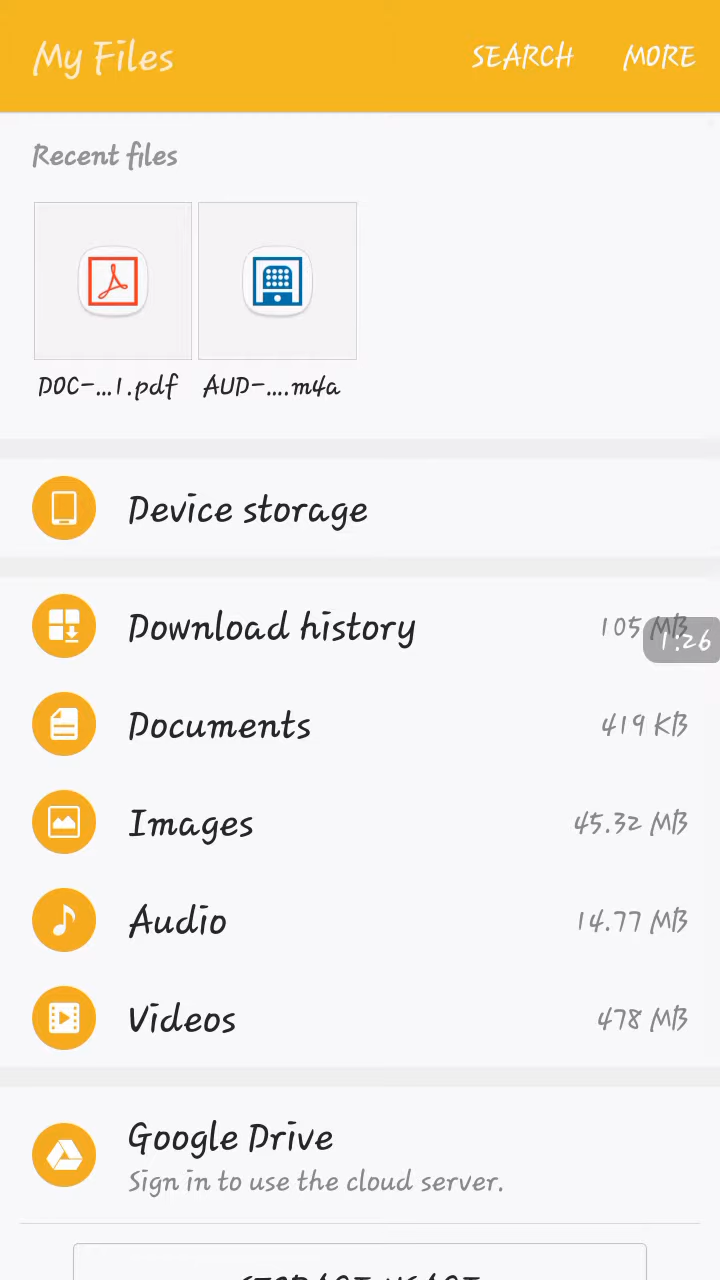 My Files SEARCH MORE
Recent files
DOC-...1.pdf AUD-....m4a
Device storage
Download history 105 MB
1:26
Documents 419 KB
Images 45.32 MB
Audio 14.77 MB
Videos 478 MB
Google Drive
Sign in to use the cloud server.
STORAGE USAGE